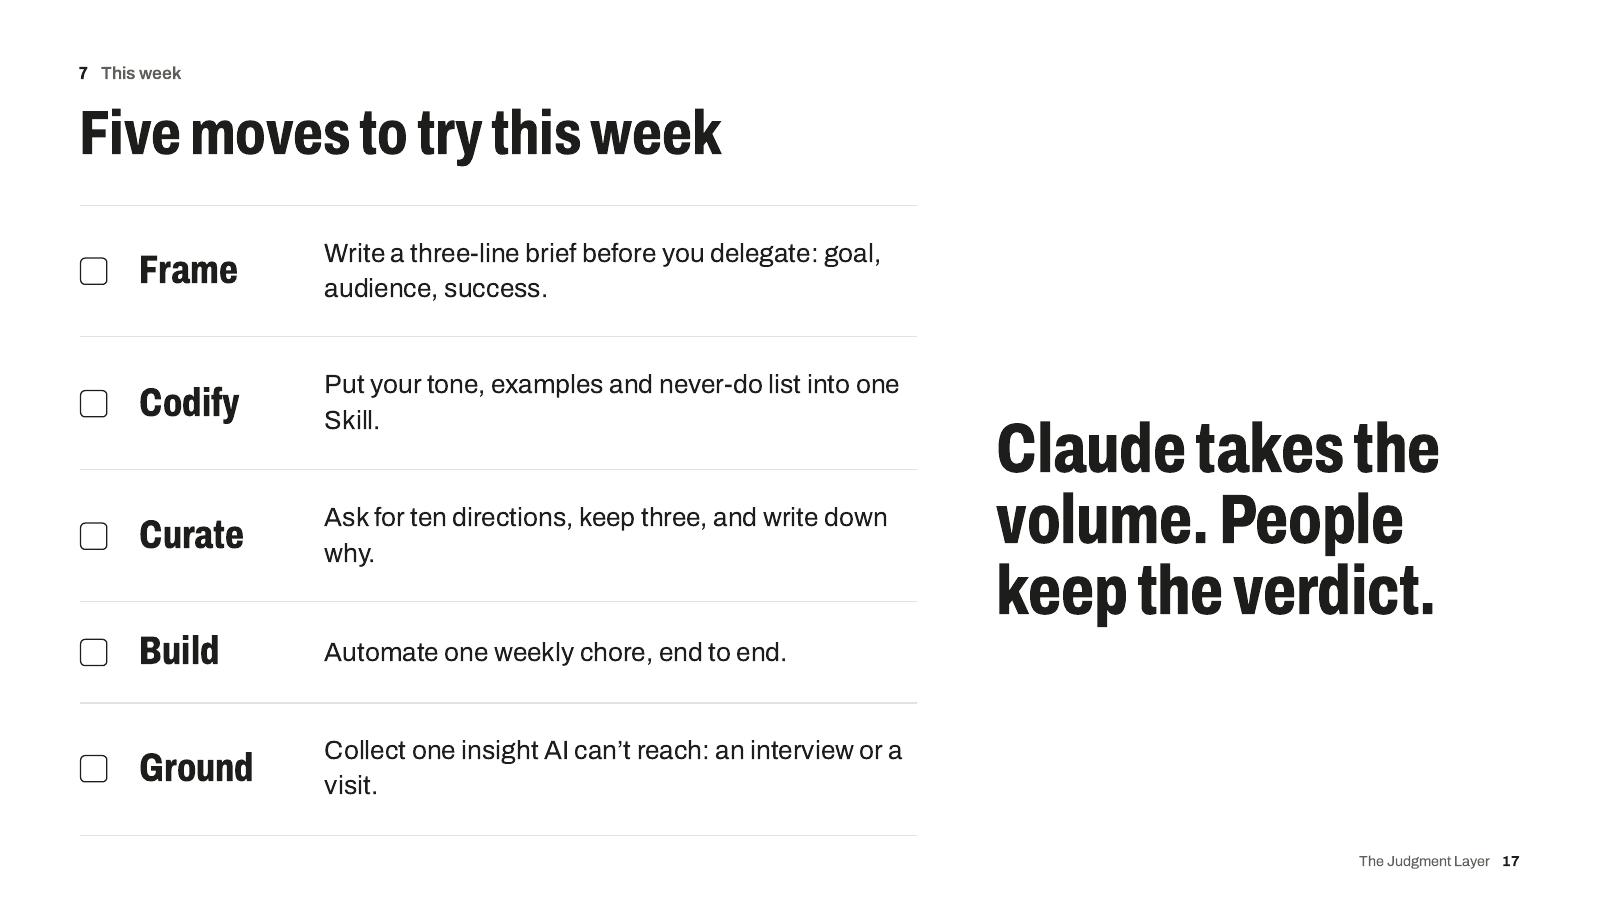 7 This week
Five moves to try this week
Frame
Write a three-line brief before you delegate: goal,
audience, success.
Codify
Put your tone, examples and never-do list into one
Skill.
Curate
Ask for ten directions, keep three, and write down
why.
Build
Automate one weekly chore, end to end.
Ground
Collect one insight AI can’t reach: an interview or a
visit.
Claude takes the
volume. People
keep the verdict.
The Judgment Layer 17